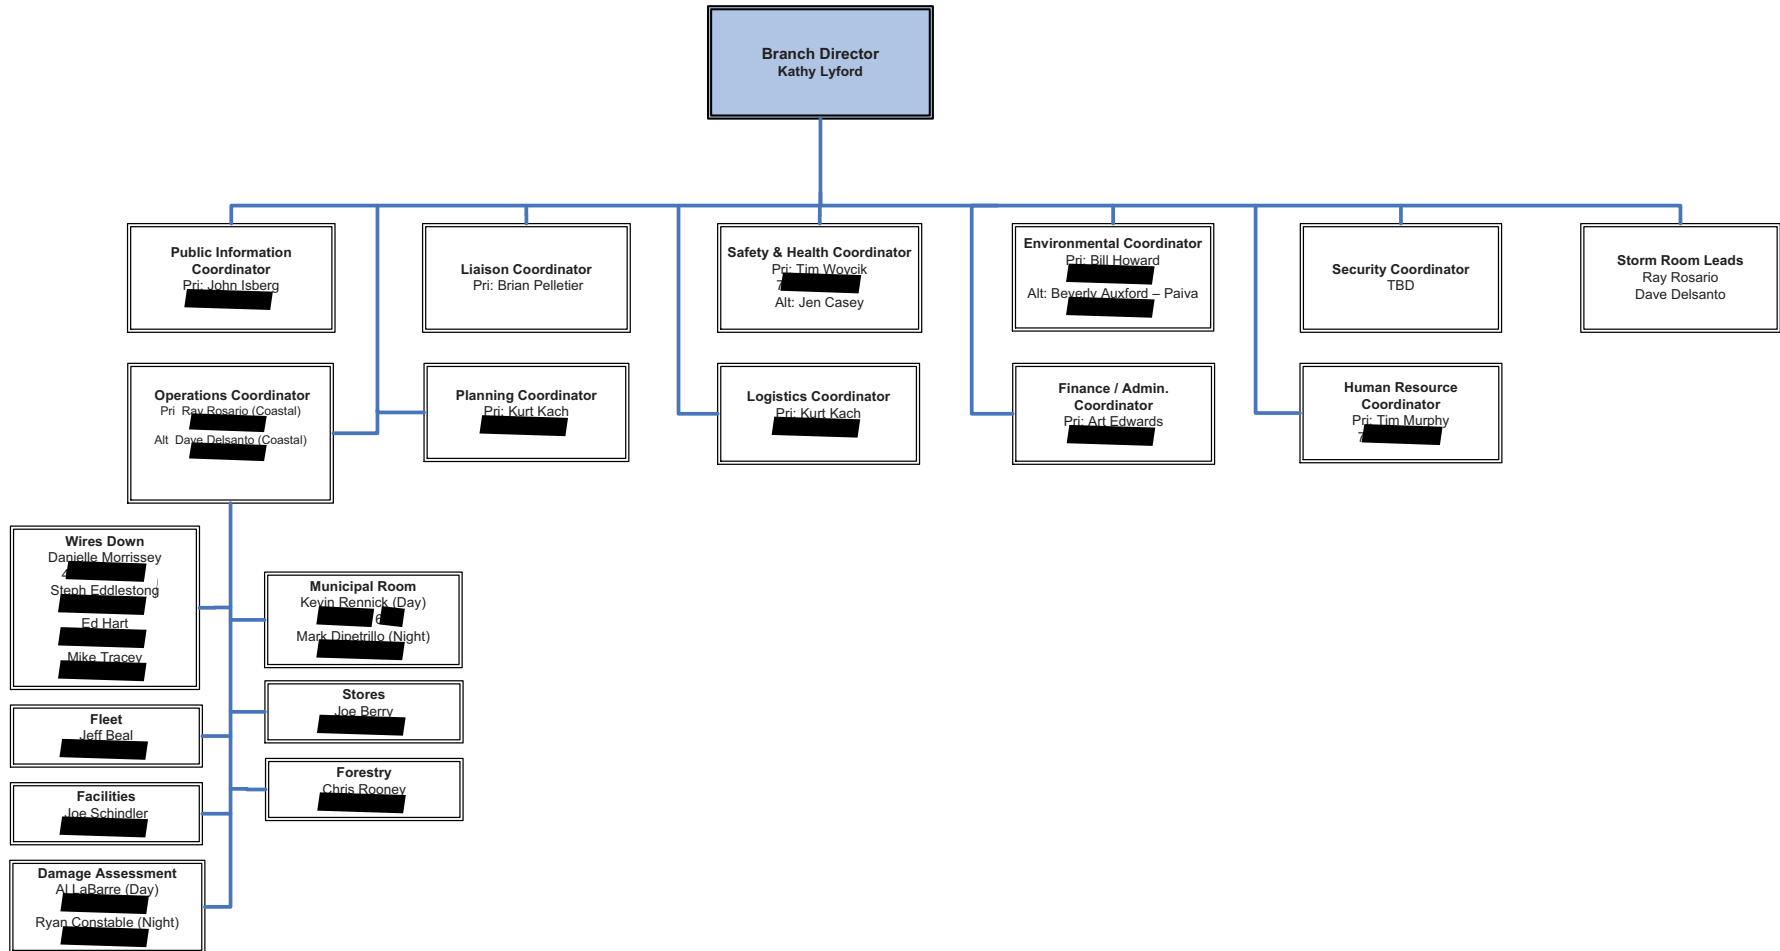 Branch Director
Kathy Lyford
Public Information
Coordinator
Pri: John Isberg
Liaison Coordinator
Pri: Brian Pelletier
Safety & Health Coordinator
Pri: Tim Woycik
7
Alt: Jen Casey
Environmental Coordinator
Pri: Bill Howard
Alt: Beverly Auxford – Paiva
Security Coordinator
TBD
Storm Room Leads
Ray Rosario
Dave Delsanto
Operations Coordinator
Pri Ray Rosario (Coastal)
Alt Dave Delsanto (Coastal)
Planning Coordinator
Pri: Kurt Kach
Logistics Coordinator
Pri: Kurt Kach
Finance / Admin.
Coordinator
Pri: Art Edwards
Human Resource
Coordinator
Pri: Tim Murphy
7
Wires Down
Danielle Morrissey
4
Steph Eddlestong
Ed Hart
Mike Tracey
Municipal Room
Kevin Rennick (Day)
6
Mark Dipetrillo (Night)
Stores
Joe Berry
Fleet
Jeff Beal
Forestry
Chris Rooney
Facilities
Joe Schindler
Damage Assessment
Al LaBarre (Day)
Ryan Constable (Night)